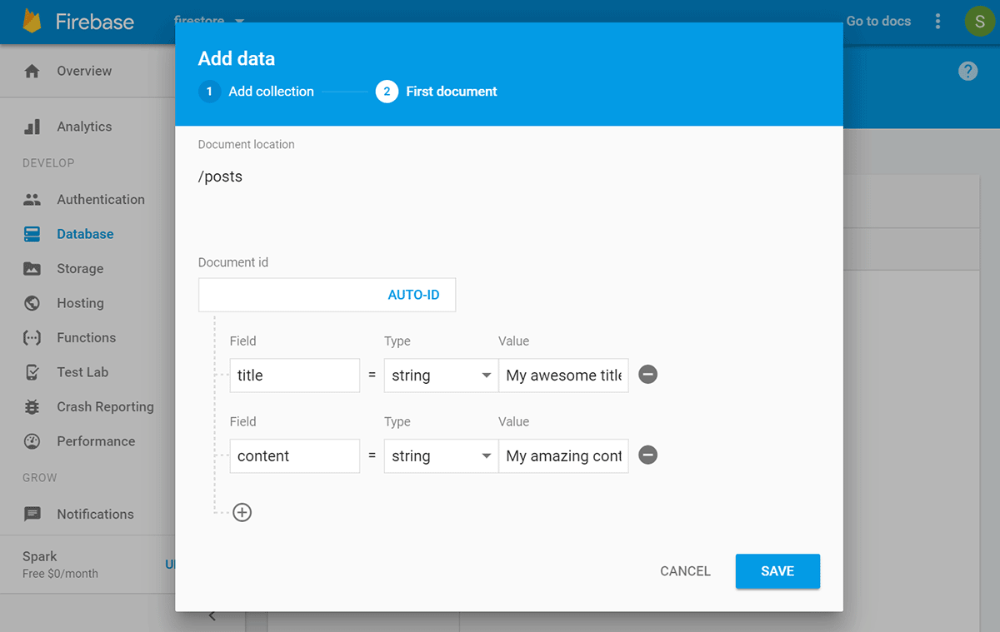 Firebase
firestore
Go to docs
S
?
Overview
Analytics
DEVELOP
Authentication
Database
Storage
Hosting
Functions
Test Lab
Crash Reporting
Performance
GROW
Notifications
Spark
Free $0/month
Add data
1 Add collection
2 First document
Document location
/posts
Document id
AUTO-ID
Field Type Value
title = string My awesome title
Field Type Value
content = string My amazing cont
CANCEL SAVE